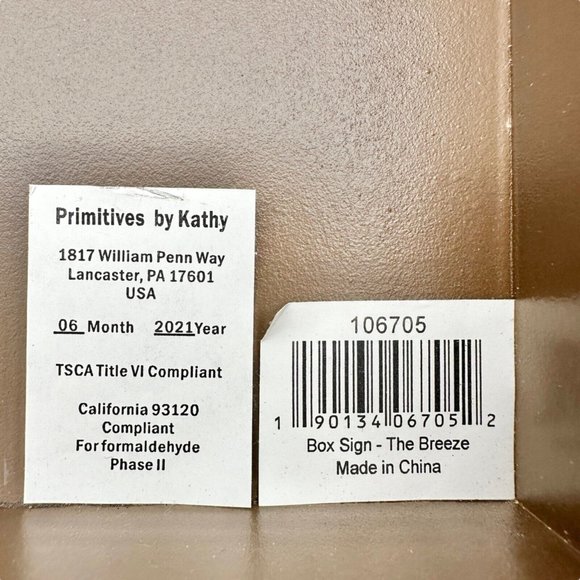 Primitives by Kathy
1817 William Penn Way
Lancaster, PA 17601
USA
06 Month 2021 Year
TSCA Title VI Compliant
California 93120
Compliant
For formaldehyde
Phase II
106705
1 90134 06705 2
Box Sign - The Breeze
Made in China